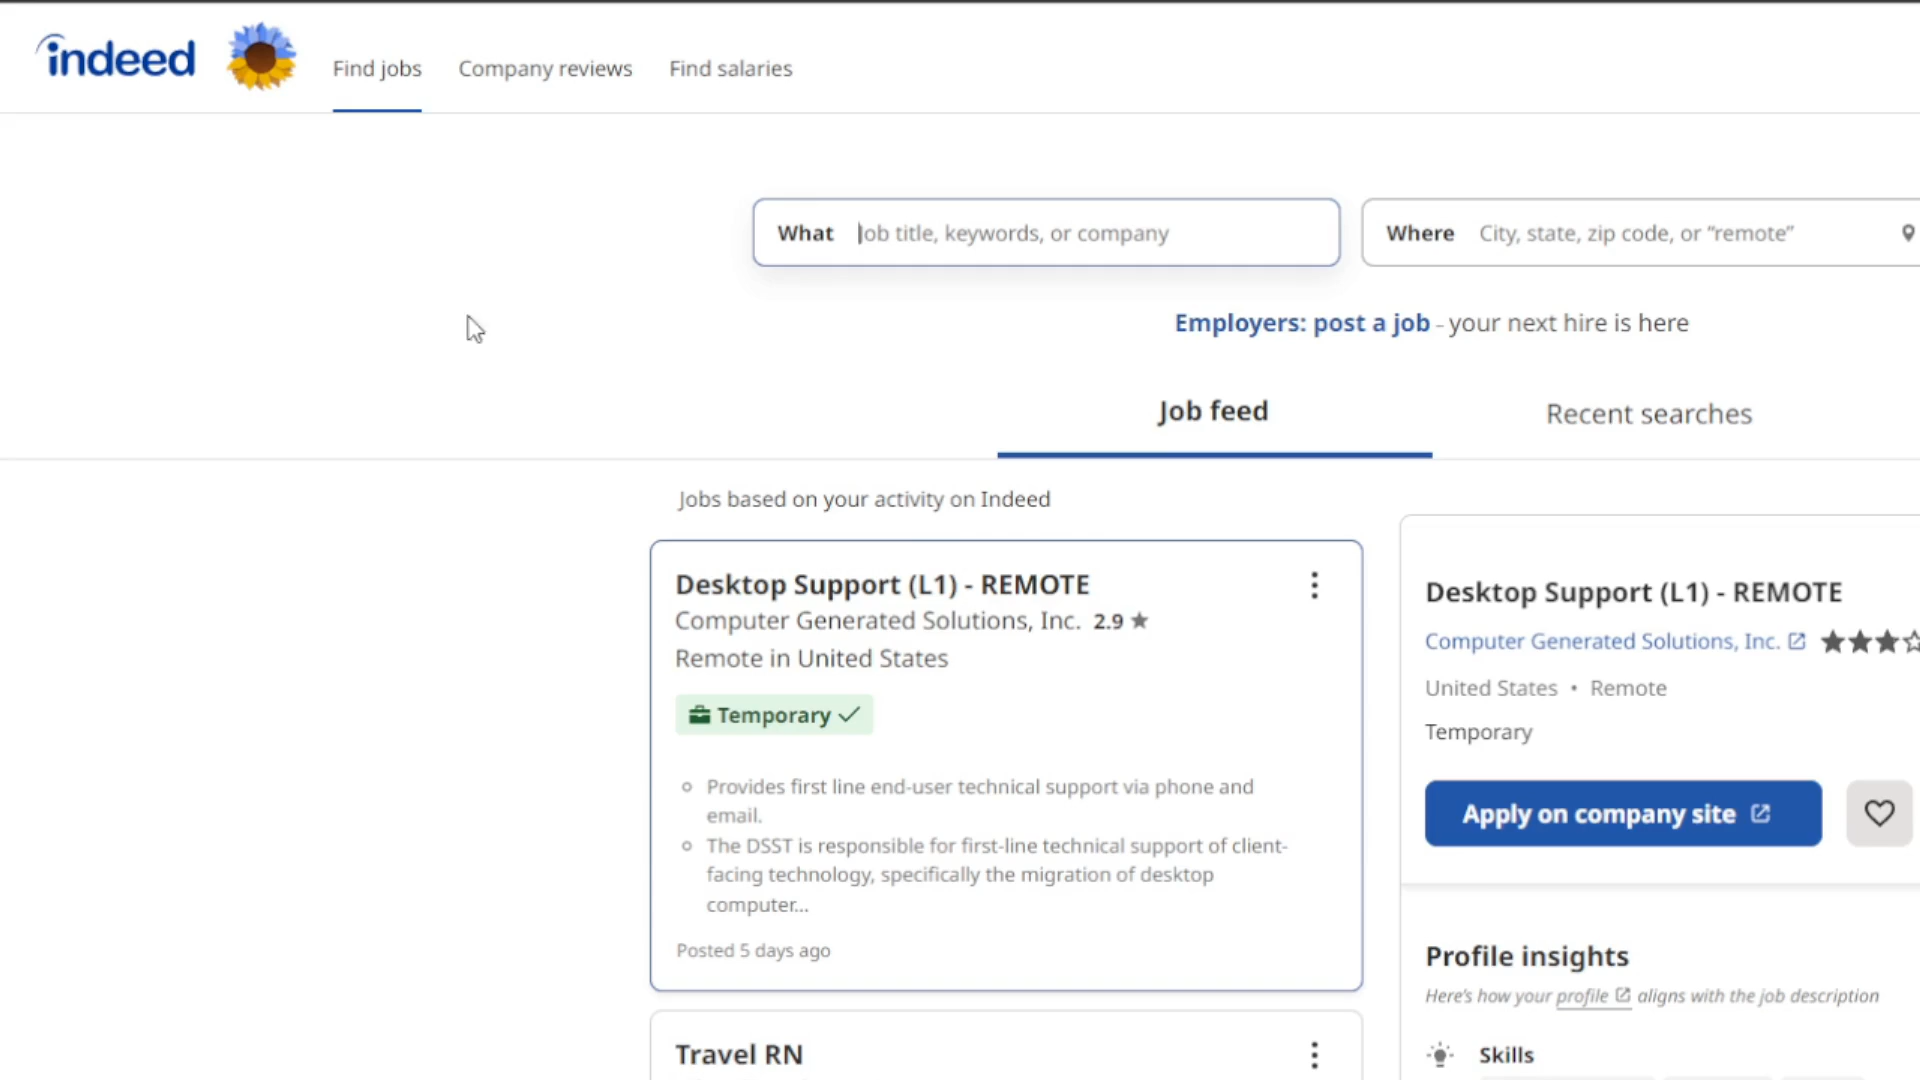 indeed
Find jobs
Company reviews
Find salaries
What Job title, keywords, or company
Where City, state, zip code, or “remote”
Employers: post a job - your next hire is here
Job feed
Recent searches
Jobs based on your activity on Indeed
Desktop Support (L1) - REMOTE
Computer Generated Solutions, Inc. 2.9 ★
Remote in United States
Temporary
Provides first line end-user technical support via phone and
email.
The DSST is responsible for first-line technical support of client-
facing technology, specifically the migration of desktop
computer...
Posted 5 days ago
Travel RN
Desktop Support (L1) - REMOTE
Computer Generated Solutions, Inc.
United States • Remote
Temporary
Apply on company site
Profile insights
Here's how your profile aligns with the job description
Skills